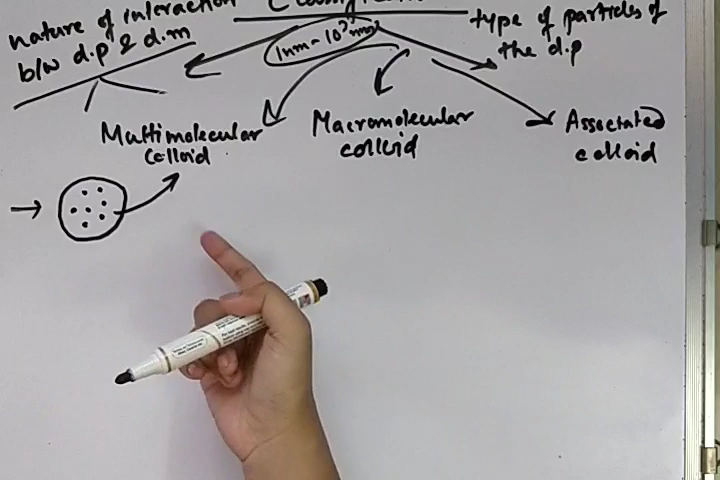 nature of interaction
b/w d.p & d.m
1nm - 10³ nm
type of particles of
the d.p
Multimolecular
colloid
Macromolecular
colloid
Associated
colloid